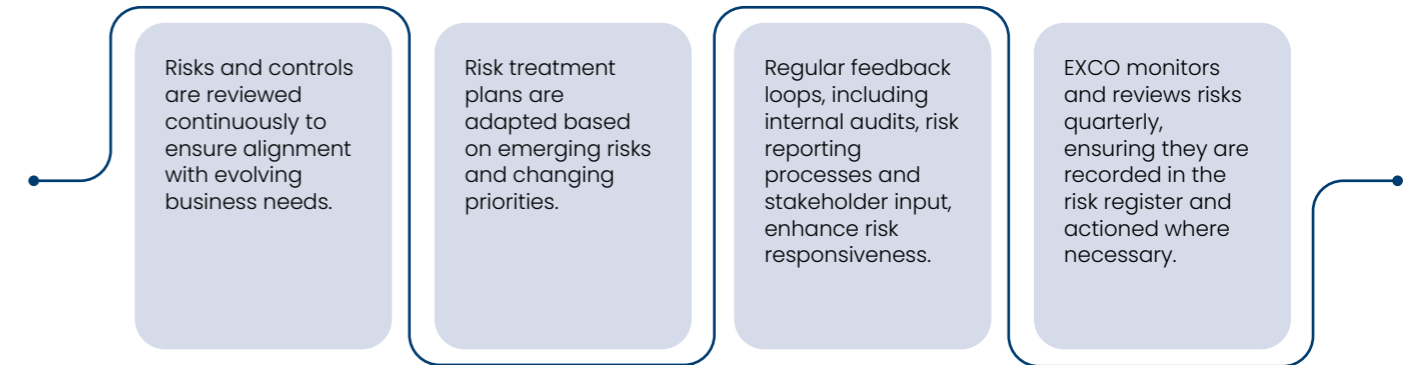 Risks and controls
are reviewed
continuously to
ensure alignment
with evolving
business needs.
Risk treatment
plans are
adapted based
on emerging risks
and changing
priorities.
Regular feedback
loops, including
internal audits, risk
reporting
processes and
stakeholder input,
enhance risk
responsiveness.
EXCO monitors
and reviews risks
quarterly,
ensuring they are
recorded in the
risk register and
actioned where
necessary.